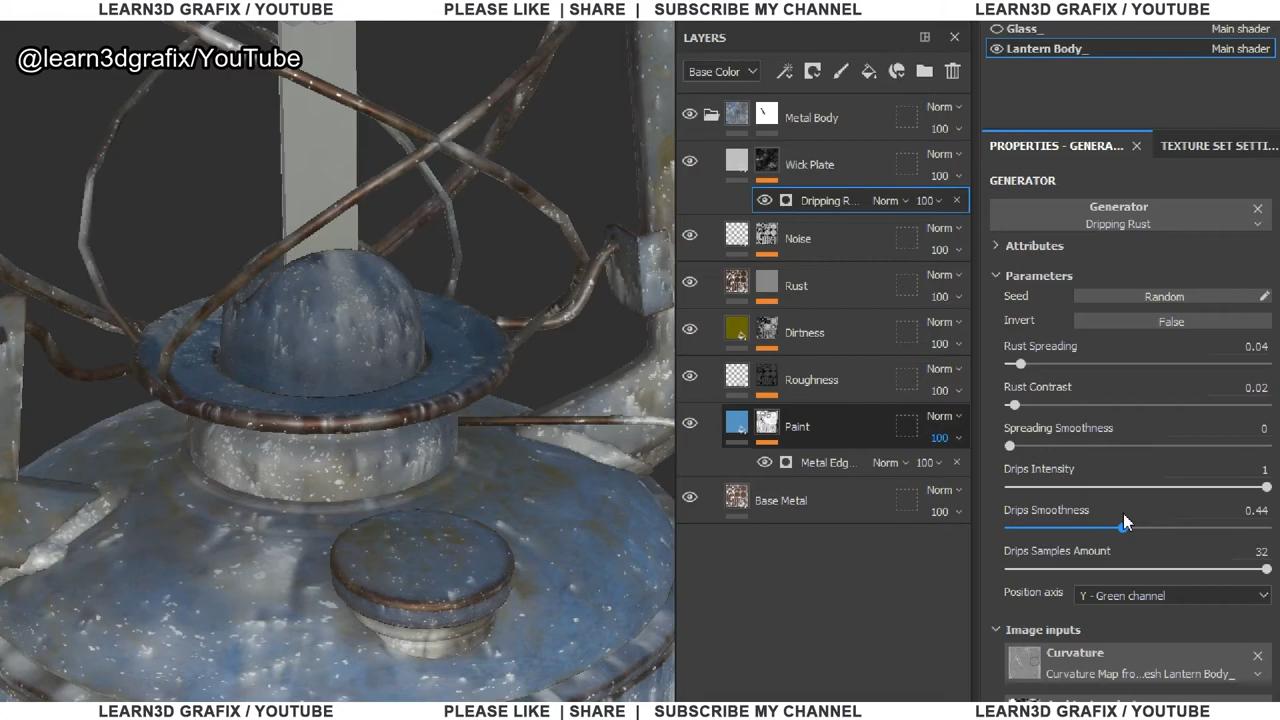 LEARN3D GRAFIX / YOUTUBE PLEASE LIKE | SHARE | SUBSCRIBE MY CHANNEL LEARN3D GRAFIX / YOUTUBE
@learn3dgrafix/YouTube
LAYERS
Base Color
Metal Body Norm
100
Wick Plate Norm
100
Dripping R... Norm 100
Noise Norm
100
Rust Norm
100
Dirtness Norm
100
Roughness Norm
100
Paint Norm
100
Metal Edg... Norm 100
Base Metal Norm
100
Glass_ Main shader
Lantern Body_ Main shader
PROPERTIES - GENERA... TEXTURE SET SETTI...
GENERATOR
Generator
Dripping Rust
Attributes
Parameters
Seed Random
Invert False
Rust Spreading 0.04
Rust Contrast 0.02
Spreading Smoothness 0
Drips Intensity 1
Drips Smoothness 0.44
Drips Samples Amount 32
Position axis Y - Green channel
Image inputs
Curvature
Curvature Map fro...esh Lantern Body_
LEARN3D GRAFIX / YOUTUBE PLEASE LIKE | SHARE | SUBSCRIBE MY CHANNEL LEARN3D GRAFIX / YOUTUBE